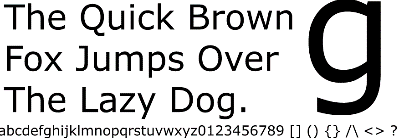 The Quick Brown
Fox Jumps Over
The Lazy Dog.
g
abcdefghijklmnopqrstuvwxyz0123456789 [] () {} /\ <> ?